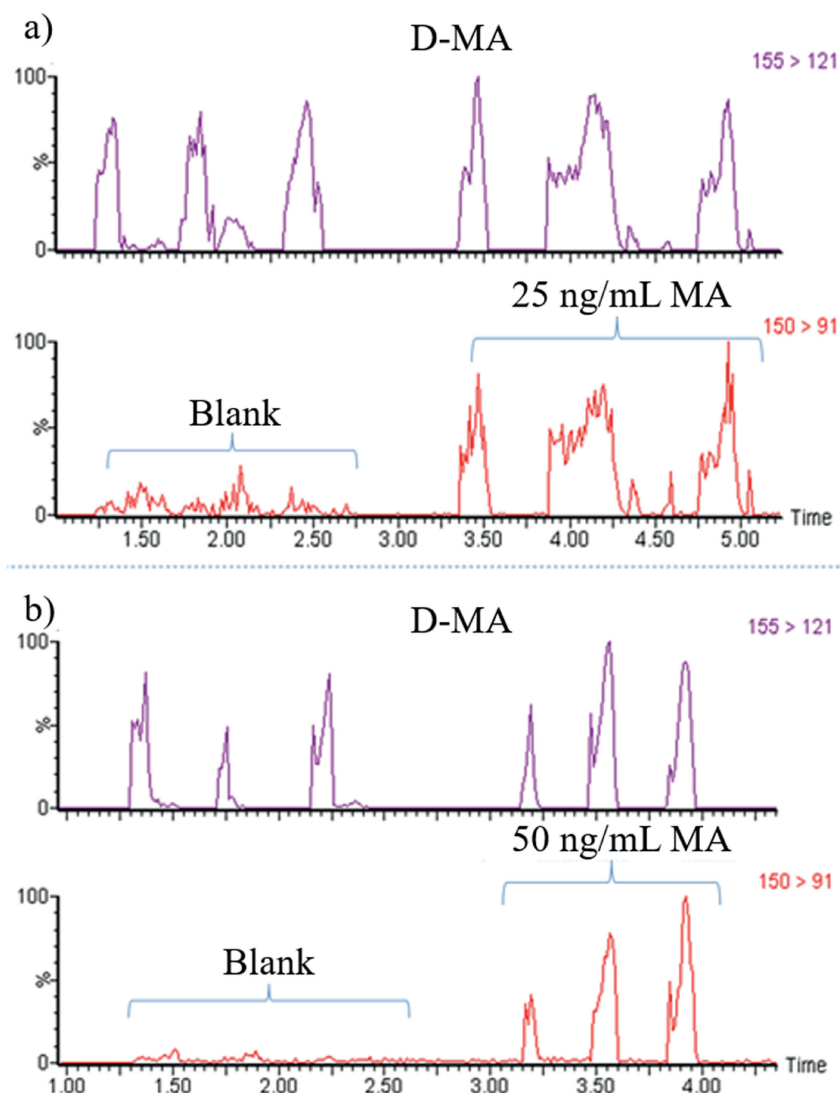 a)
D-MA
155 > 121
100
%
0
25 ng/mL MA
150 > 91
100
Blank
%
0
Time
1.50 2.00 2.50 3.00 3.50 4.00 4.50 5.00
b)
D-MA
155 > 121
100
%
0
50 ng/mL MA
150 > 91
100
Blank
%
0
Time
1.00 1.50 2.00 2.50 3.00 3.50 4.00